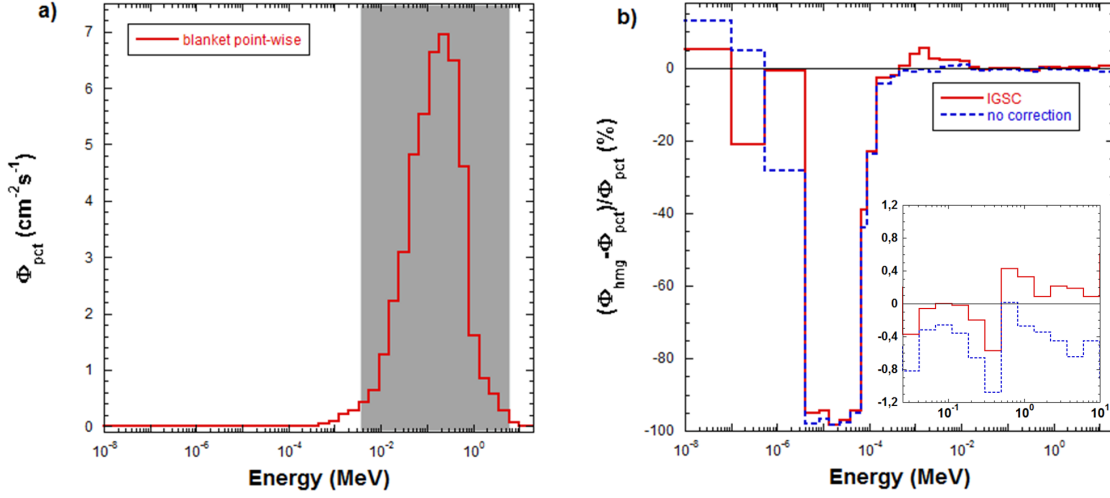 a)
blanket point-wise
Φpct (cm⁻²s⁻¹)
7
6
5
4
3
2
1
0
10⁻⁸ 10⁻⁶ 10⁻⁴ 10⁻² 10⁰
Energy (MeV)
b)
(Φhmg-Φpct)/Φpct (%)
0
-20
-40
-60
-80
-100
IGSC
no correction
1,2
0,8
0,4
0
-0,4
-0,8
-1,2
10⁻¹ 10⁰ 10¹
10⁻⁸ 10⁻⁶ 10⁻⁴ 10⁻² 10⁰
Energy (MeV)